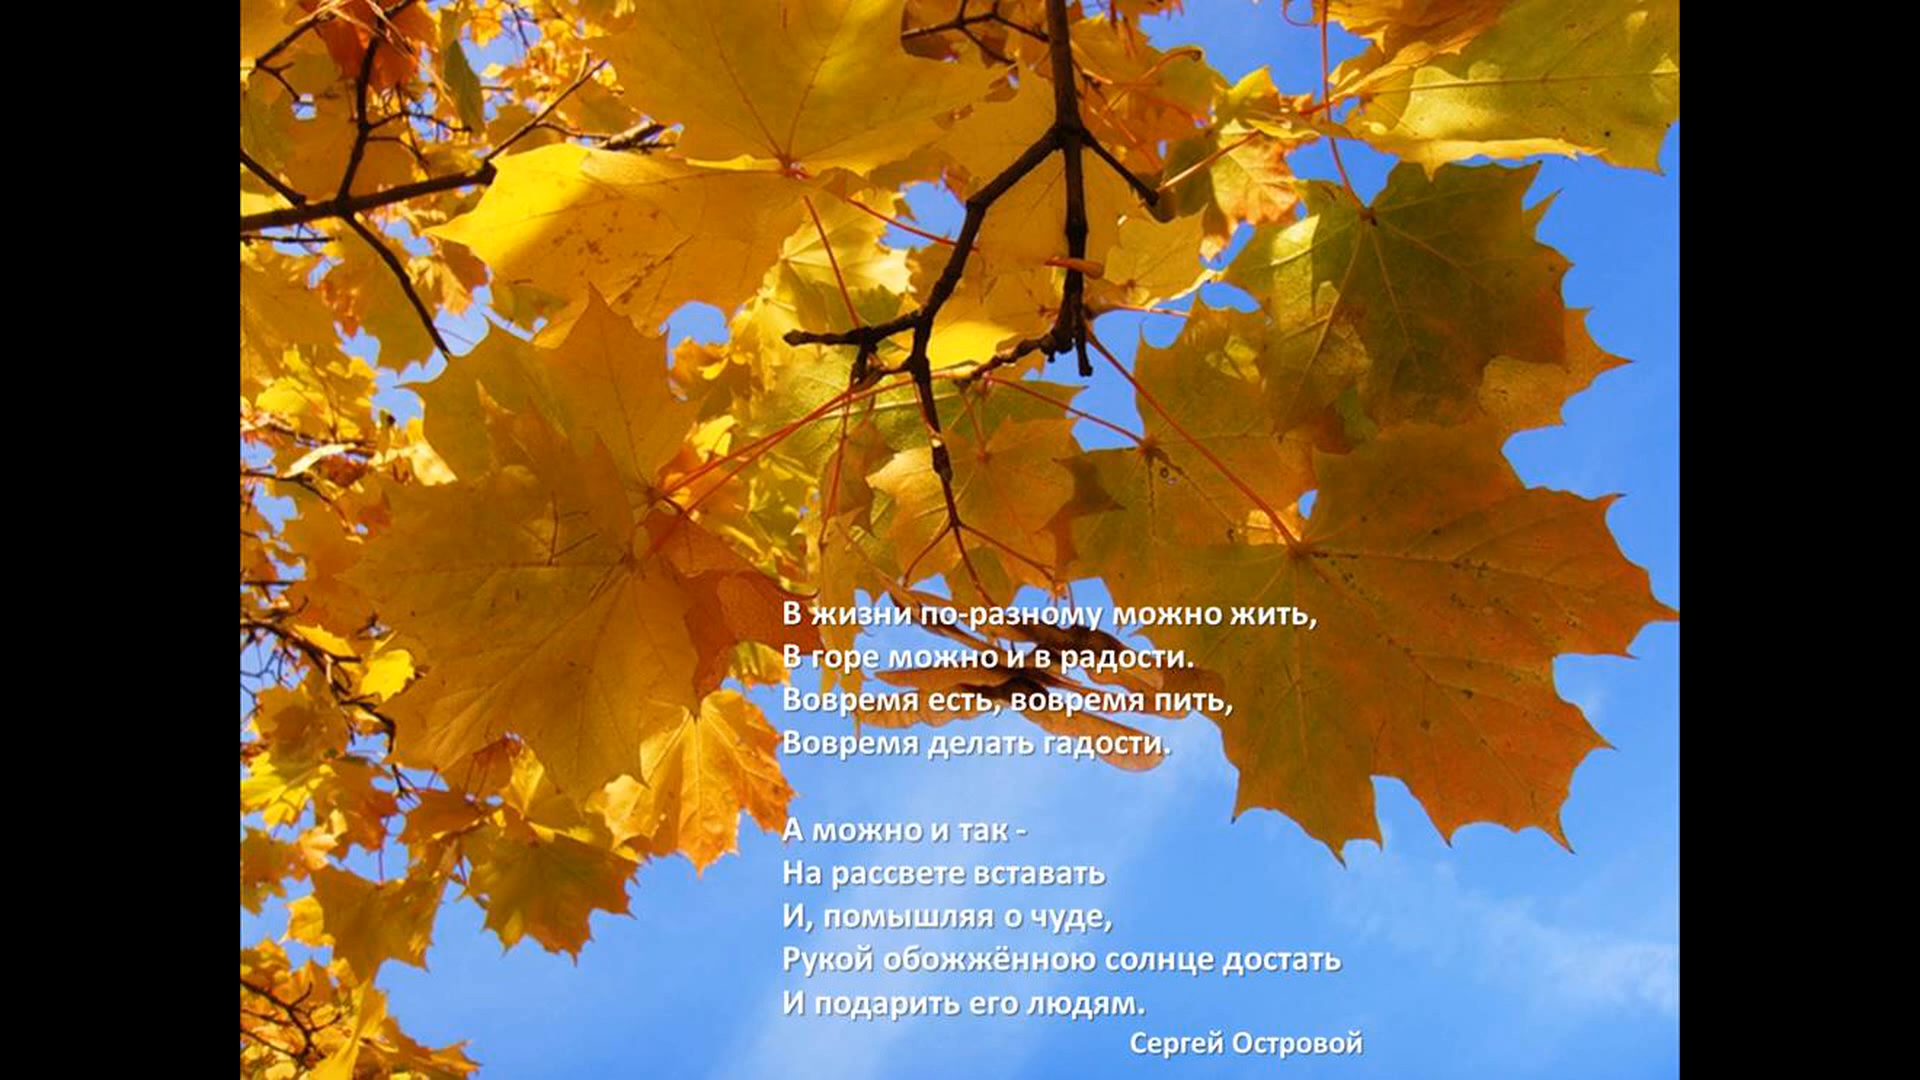 В жизни по-разному можно жить,
В горе можно и в радости.
Вовремя есть, вовремя пить,
Вовремя делать гадости.
А можно и так -
На рассвете вставать
И, помышляя о чуде,
Рукой обожжённою солнце достать
И подарить его людям.
Сергей Островой